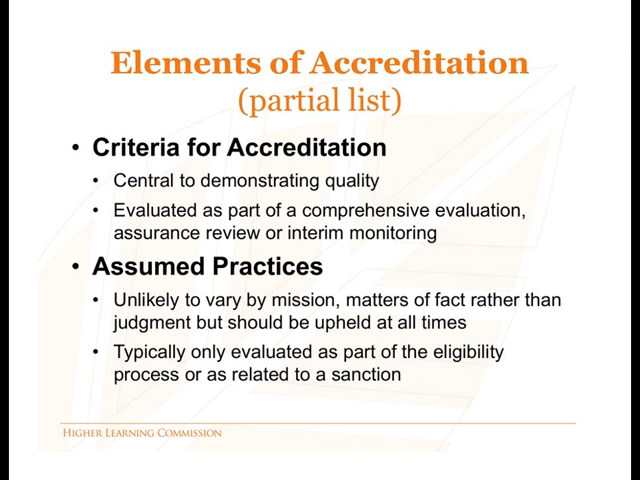 Elements of Accreditation
(partial list)
• Criteria for Accreditation
• Central to demonstrating quality
• Evaluated as part of a comprehensive evaluation,
assurance review or interim monitoring
• Assumed Practices
• Unlikely to vary by mission, matters of fact rather than
judgment but should be upheld at all times
• Typically only evaluated as part of the eligibility
process or as related to a sanction
HIGHER LEARNING COMMISSION